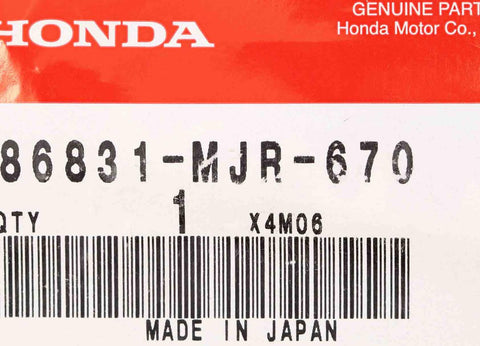 GENUINE PART
HONDA
Honda Motor Co.,
86831-MJR-670
QTY 1 X4M06
MADE IN JAPAN